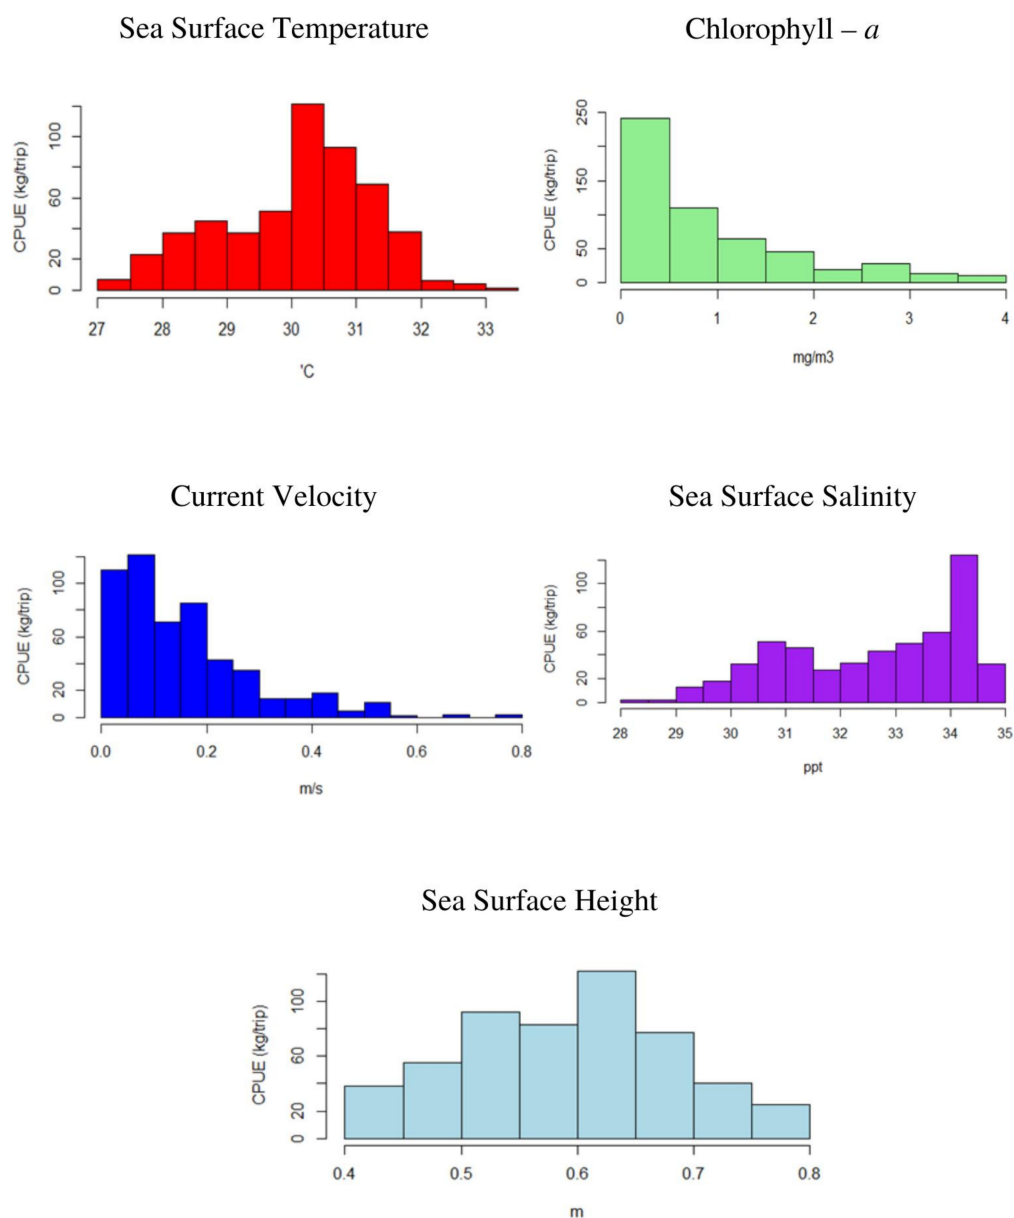 Sea Surface Temperature
CPUE (kg/trip)
100
60
20
0
27 28 29 30 31 32 33
'C
Chlorophyll – a
CPUE (kg/trip)
250
150
50
0
0 1 2 3 4
mg/m3
Current Velocity
CPUE (kg/trip)
100
60
20
0
0.0 0.2 0.4 0.6 0.8
m/s
Sea Surface Salinity
CPUE (kg/trip)
100
60
20
0
28 29 30 31 32 33 34 35
ppt
Sea Surface Height
CPUE (kg/trip)
100
60
20
0
0.4 0.5 0.6 0.7 0.8
m